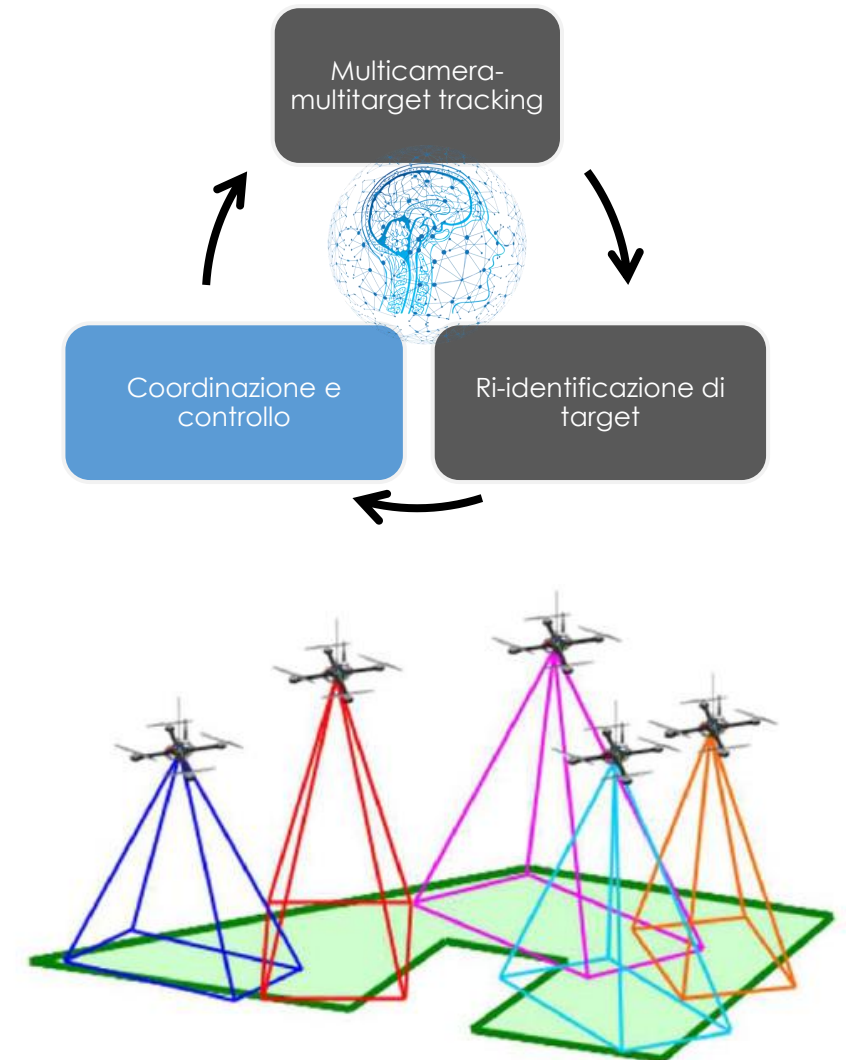 Multicamera-
multitarget tracking
Coordinazione e
controllo
Ri-identificazione di
target